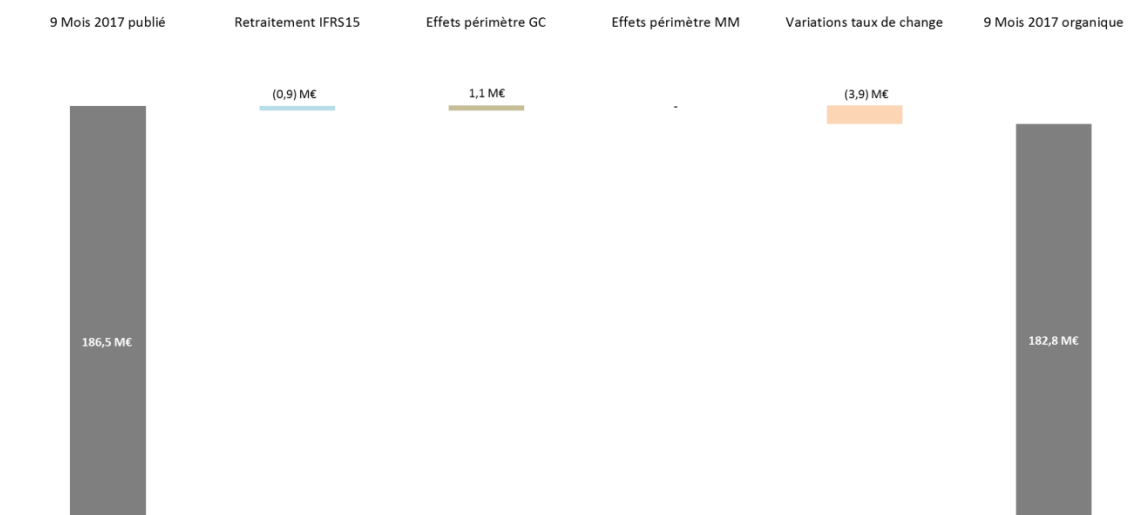 9 Mois 2017 publié
Retraitement IFRS15
Effets périmètre GC
Effets périmètre MM
Variations taux de change
9 Mois 2017 organique
(0,9) M€
1,1 M€
-
(3,9) M€
186,5 M€
182,8 M€